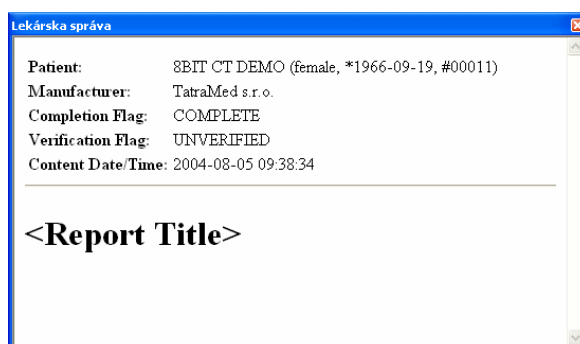 Lekárska správa
Patient: 8BIT CT DEMO (female, *1966-09-19, #00011)
Manufacturer: TatraMed s.r.o.
Completion Flag: COMPLETE
Verification Flag: UNVERIFIED
Content Date/Time: 2004-08-05 09:38:34
<Report Title>